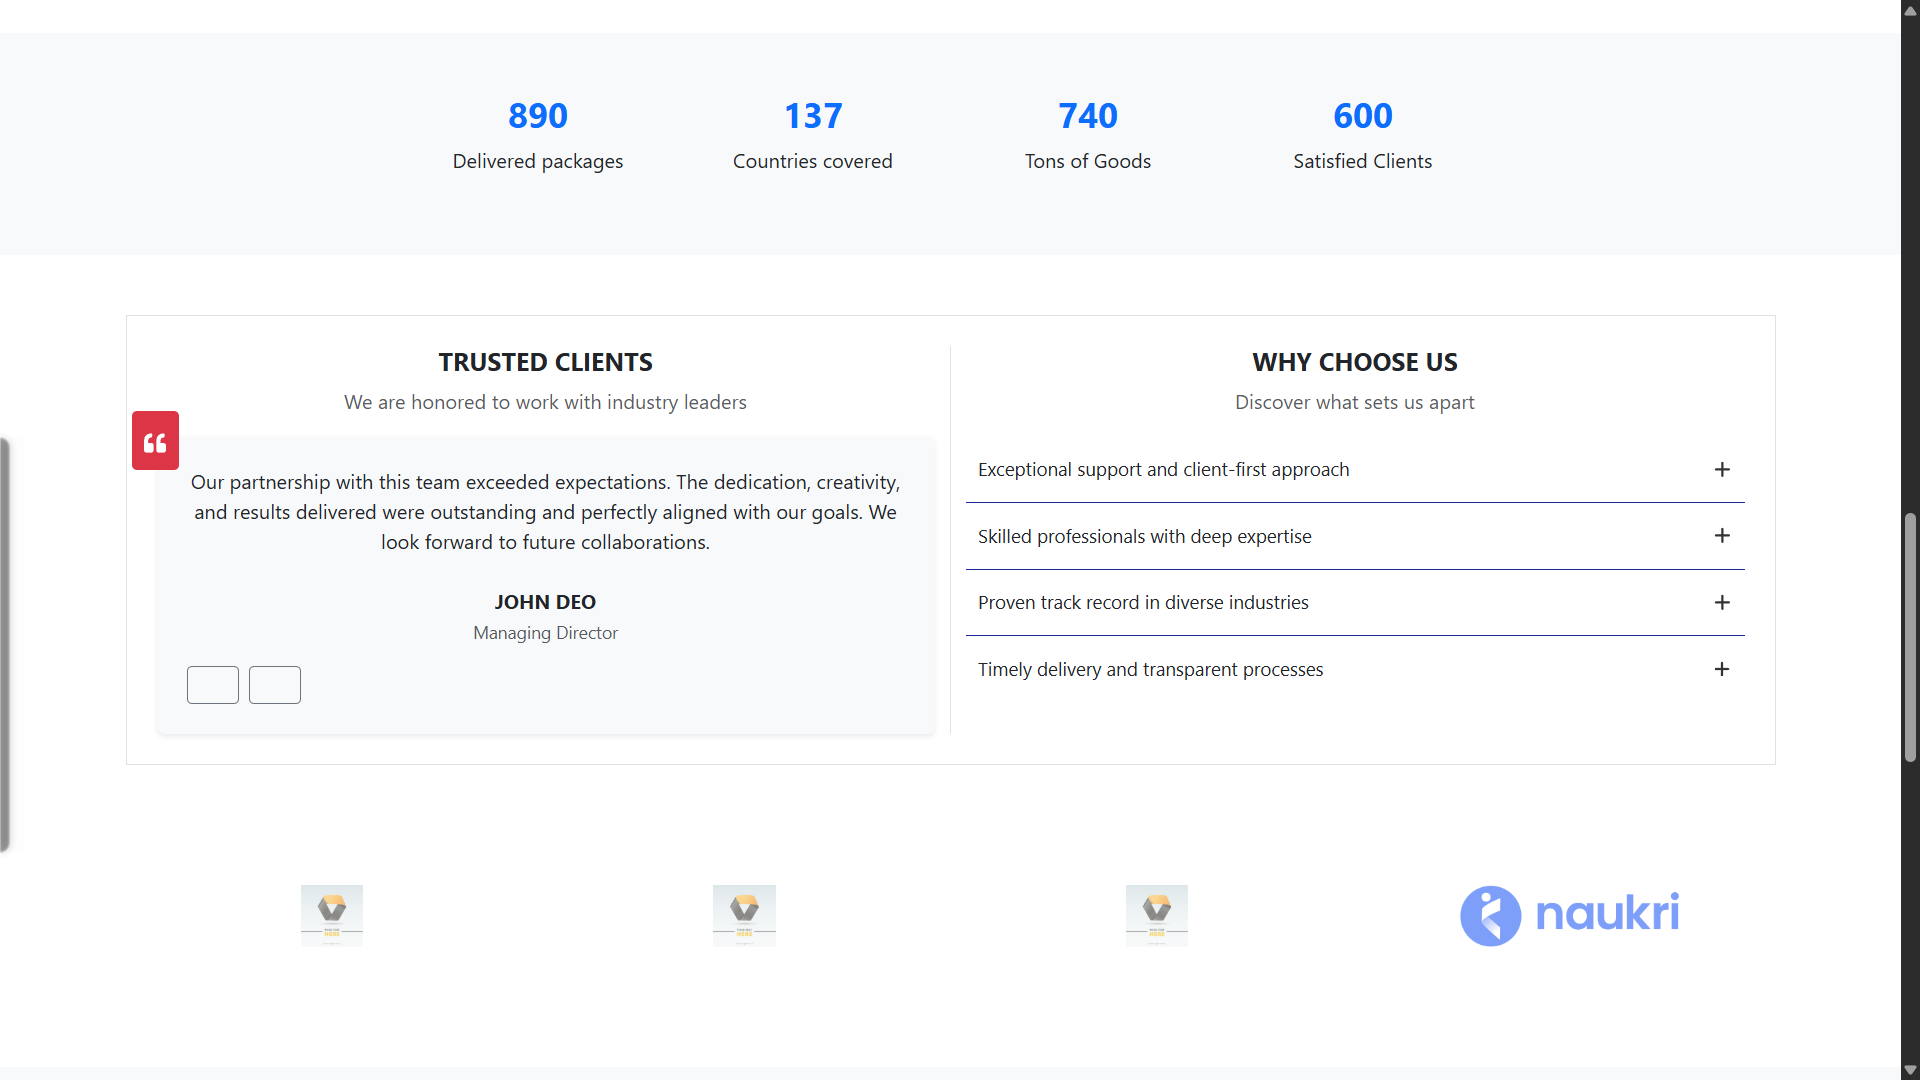 890
137
740
600
Delivered packages
Countries covered
Tons of Goods
Satisfied Clients
TRUSTED CLIENTS
We are honored to work with industry leaders
Our partnership with this team exceeded expectations. The dedication, creativity,
and results delivered were outstanding and perfectly aligned with our goals. We
look forward to future collaborations.
JOHN DEO
Managing Director
WHY CHOOSE US
Discover what sets us apart
Exceptional support and client-first approach
Skilled professionals with deep expertise
Proven track record in diverse industries
Timely delivery and transparent processes
HERE
HERE
HERE
naukri